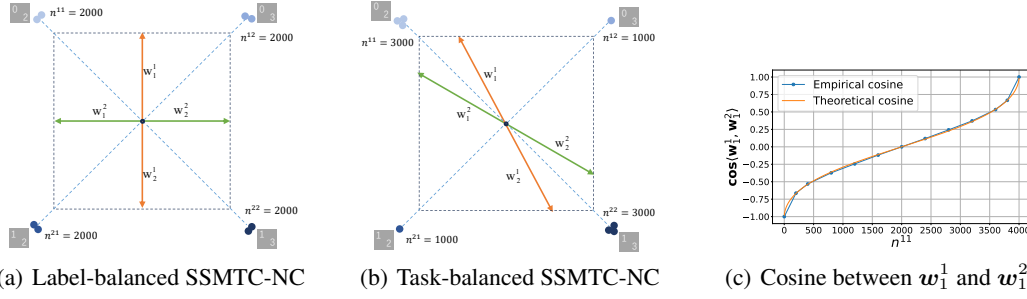 0
2
n¹¹ = 2000
0
3
n¹² = 2000
w₁¹
w₁²
w₂²
w₂¹
1
2
n²¹ = 2000
n²² = 2000
1
3
(a) Label-balanced SSMTC-NC
0
2
n¹¹ = 3000
0
3
n¹² = 1000
w₁¹
w₁²
w₂²
w₂¹
1
2
n²¹ = 1000
n²² = 3000
1
3
(b) Task-balanced SSMTC-NC
Empirical cosine
Theoretical cosine
cos⟨w₁¹, w₁²⟩
1.00
0.75
0.50
0.25
0.00
−0.25
−0.50
−0.75
−1.00
0 500 1000 1500 2000 2500 3000 3500 4000
n¹¹
(c) Cosine between w₁¹ and w₁²